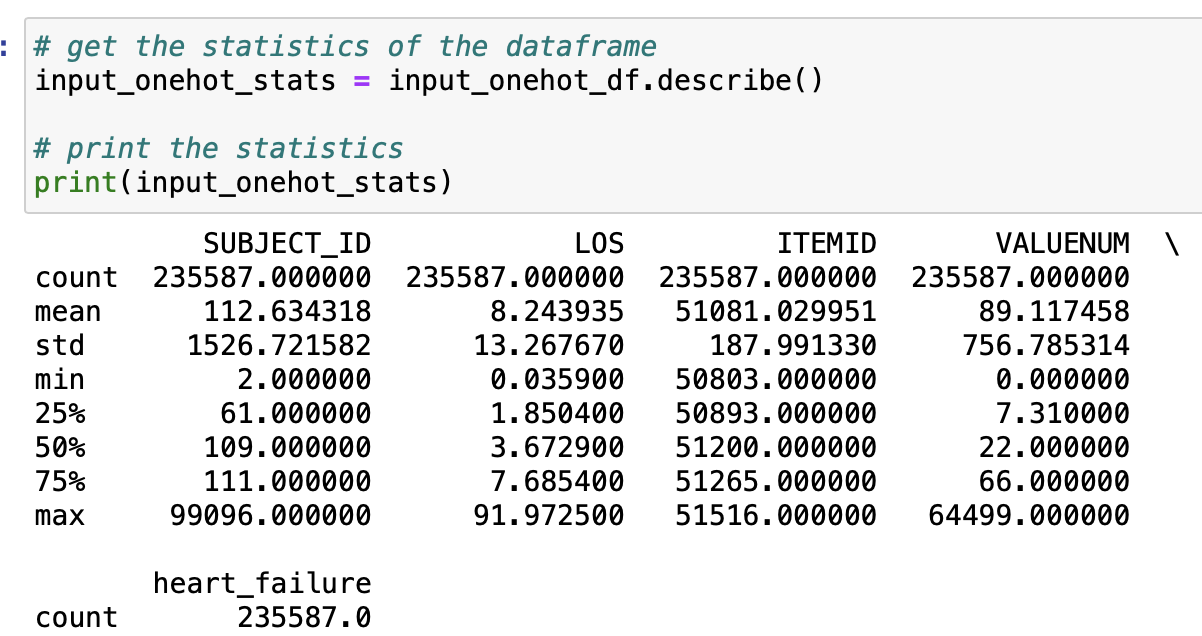 :
# get the statistics of the dataframe
input_onehot_stats = input_onehot_df.describe()
# print the statistics
print(input_onehot_stats)
SUBJECT_ID LOS ITEMID VALUENUM \
count 235587.000000 235587.000000 235587.000000 235587.000000
mean 112.634318 8.243935 51081.029951 89.117458
std 1526.721582 13.267670 187.991330 756.785314
min 2.000000 0.035900 50803.000000 0.000000
25% 61.000000 1.850400 50893.000000 7.310000
50% 109.000000 3.672900 51200.000000 22.000000
75% 111.000000 7.685400 51265.000000 66.000000
max 99096.000000 91.972500 51516.000000 64499.000000
heart_failure
count 235587.0